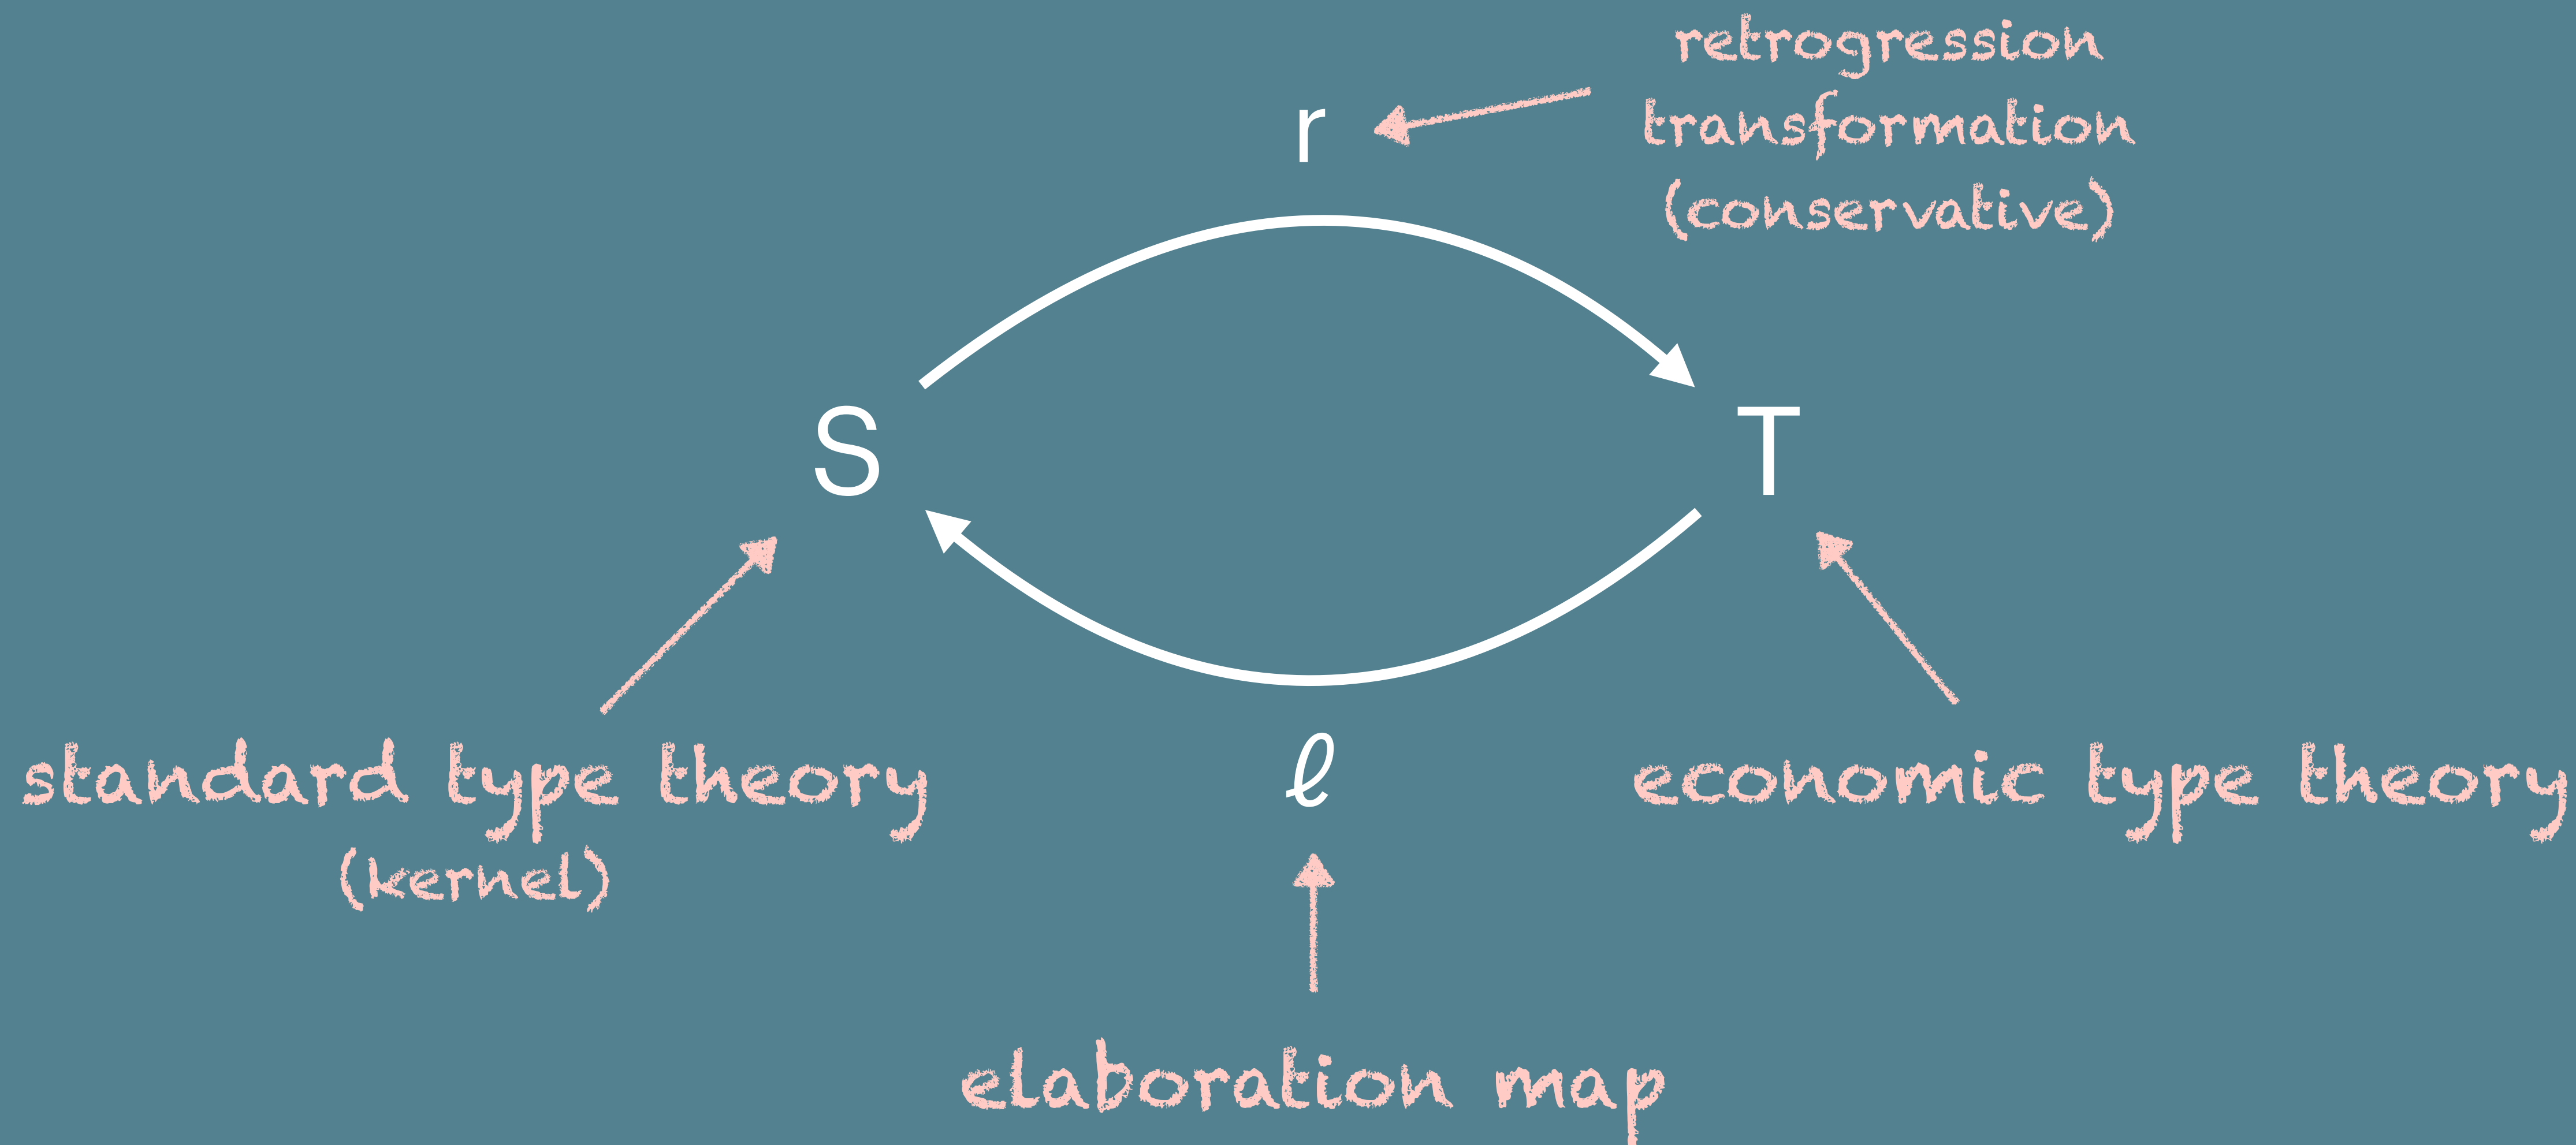 retrogression
transformation
(conservative)
r
S
T
standard type theory
(kernel)
ℓ
economic type theory
elaboration map